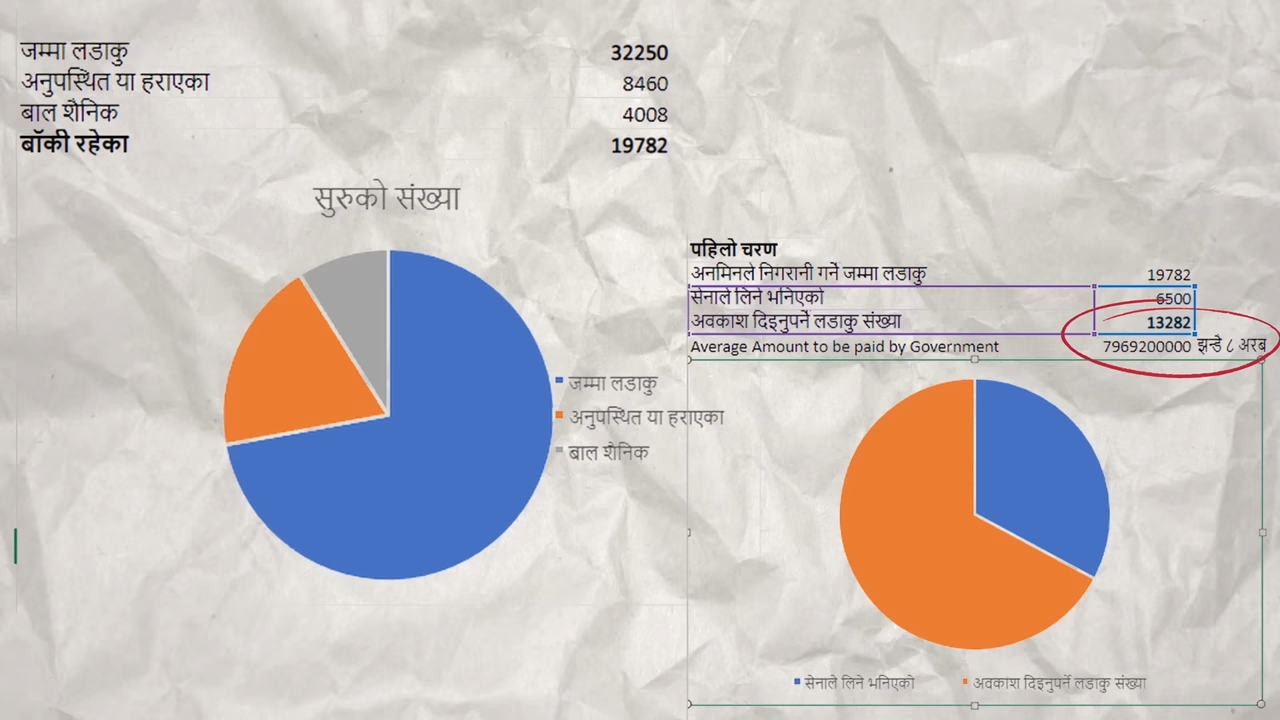 जम्मा लडाकु 32250
अनुपस्थित या हराएका 8460
बाल शैनिक 4008
बाँकी रहेका 19782
सुरुको संख्या
जम्मा लडाकु
अनुपस्थित या हराएका
बाल शैनिक
पहिलो चरण
अनमिनले निगरानी गर्ने जम्मा लडाकु 19782
सेनाले लिने भनिएको 6500
अवकाश दिइनुपर्ने लडाकु संख्या 13282
Average Amount to be paid by Government 7969200000 झन्डै ८ अरब
सेनाले लिने भनिएको अवकाश दिइनुपर्ने लडाकु संख्या